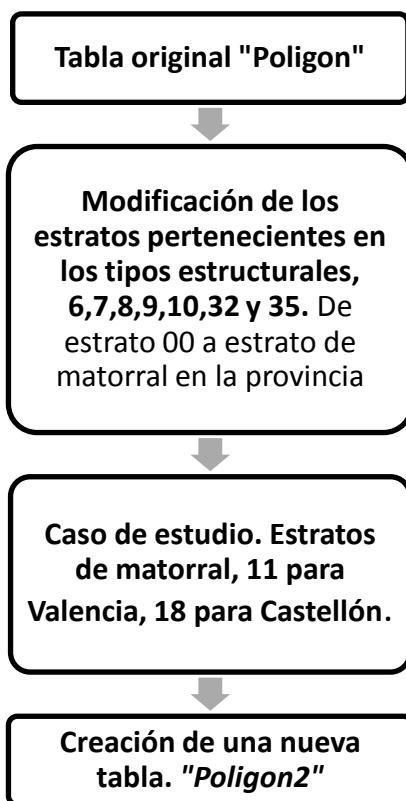 Tabla original "Poligon"
Modificación de los
estratos pertenecientes en
los tipos estructurales,
6,7,8,9,10,32 y 35. De
estrato 00 a estrato de
matorral en la provincia
Caso de estudio. Estratos
de matorral, 11 para
Valencia, 18 para Castellón.
Creación de una nueva
tabla. "Poligon2"